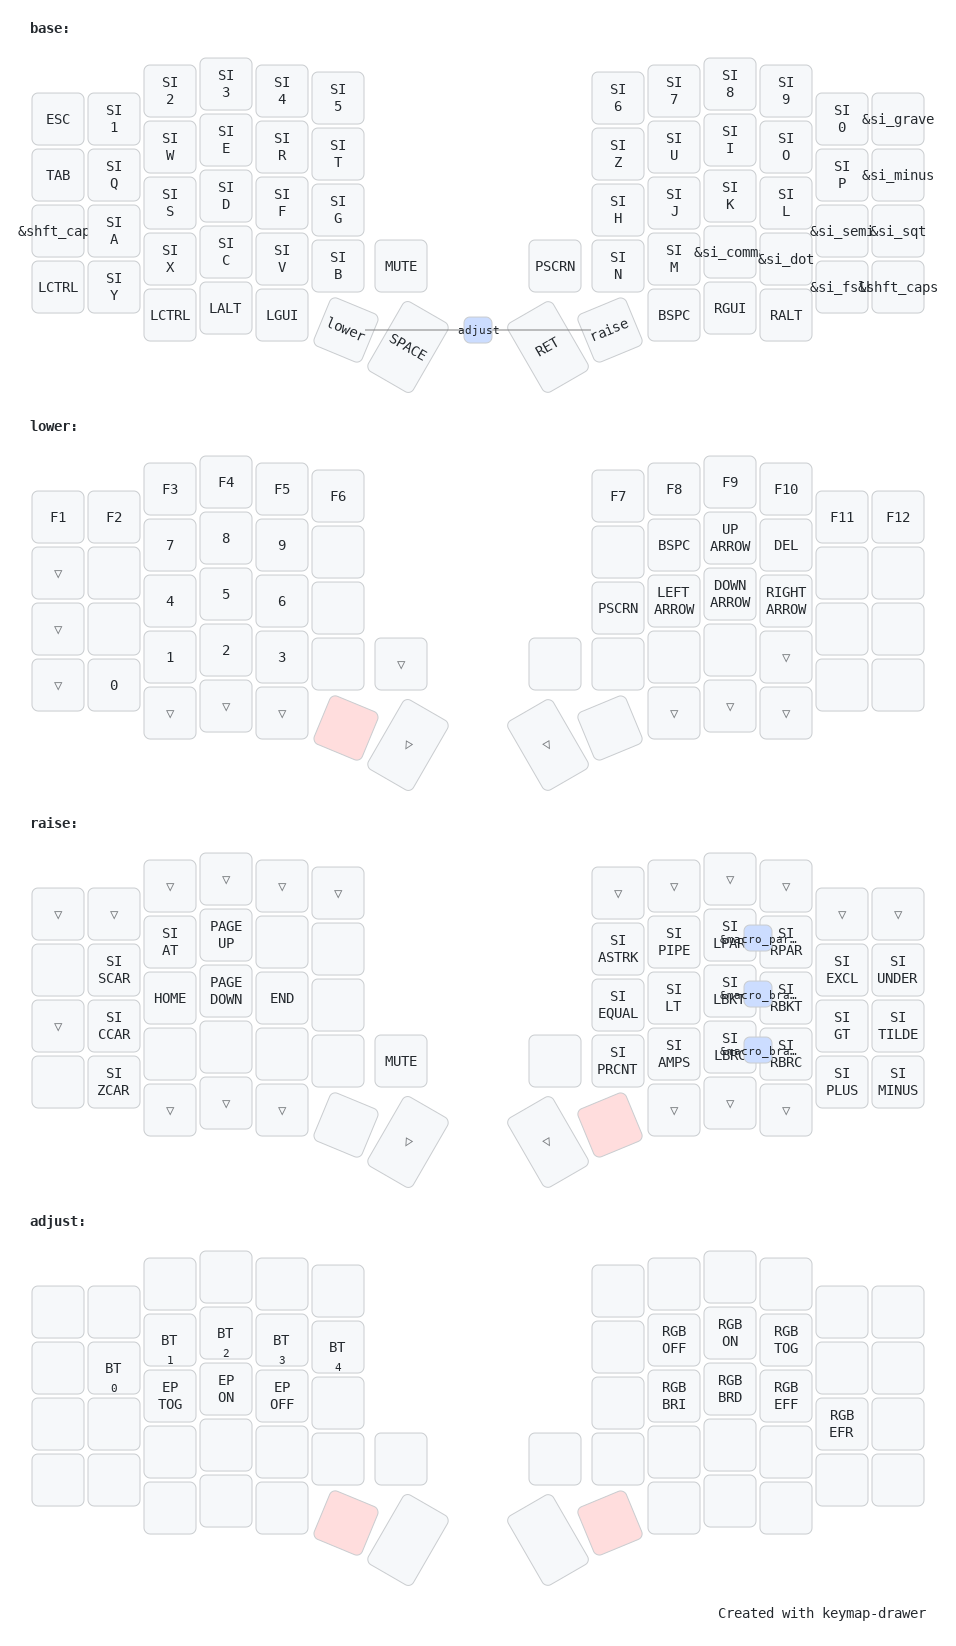 base:
ESC SI 1 SI 2 SI 3 SI 4 SI 5 SI 6 SI 7 SI 8 SI 9 SI 0 &si_grave
TAB SI Q SI W SI E SI R SI T SI Z SI U SI I SI O SI P &si_minus
&shft_cap SI A SI S SI D SI F SI G SI H SI J SI K SI L &si_semi &si_sqt
LCTRL SI Y SI X SI C SI V SI B MUTE PSCRN SI N SI M &si_comm &si_dot &si_fslh &shft_caps
LCTRL LALT LGUI lower SPACE adjust RET raise BSPC RGUI RALT
lower:
F1 F2 F3 F4 F5 F6 F7 F8 F9 F10 F11 F12
▽ 7 8 9 BSPC UP ARROW DEL
▽ 4 5 6 PSCRN LEFT ARROW DOWN ARROW RIGHT ARROW
▽ 0 1 2 3 ▽ ▽
▽ ▽ ▽ ▷ ◁ ▽ ▽ ▽
raise:
▽ ▽ ▽ ▽ ▽ ▽ ▽ ▽ ▽ ▽ ▽ ▽
SI SCAR SI AT PAGE UP SI ASTRK SI PIPE SI LPAR &macro_par… SI RPAR SI EXCL SI UNDER
▽ SI CCAR HOME PAGE DOWN END SI EQUAL SI LT SI LBKT &macro_bra… SI RBKT SI GT SI TILDE
SI ZCAR MUTE SI PRCNT SI AMPS SI LBRC &macro_bra… SI RBRC SI PLUS SI MINUS
▽ ▽ ▽ ▷ ◁ ▽ ▽ ▽
adjust:
BT 0 BT 1 BT 2 BT 3 BT 4 RGB OFF RGB ON RGB TOG
EP TOG EP ON EP OFF RGB BRI RGB BRD RGB EFF RGB EFR
Created with keymap-drawer